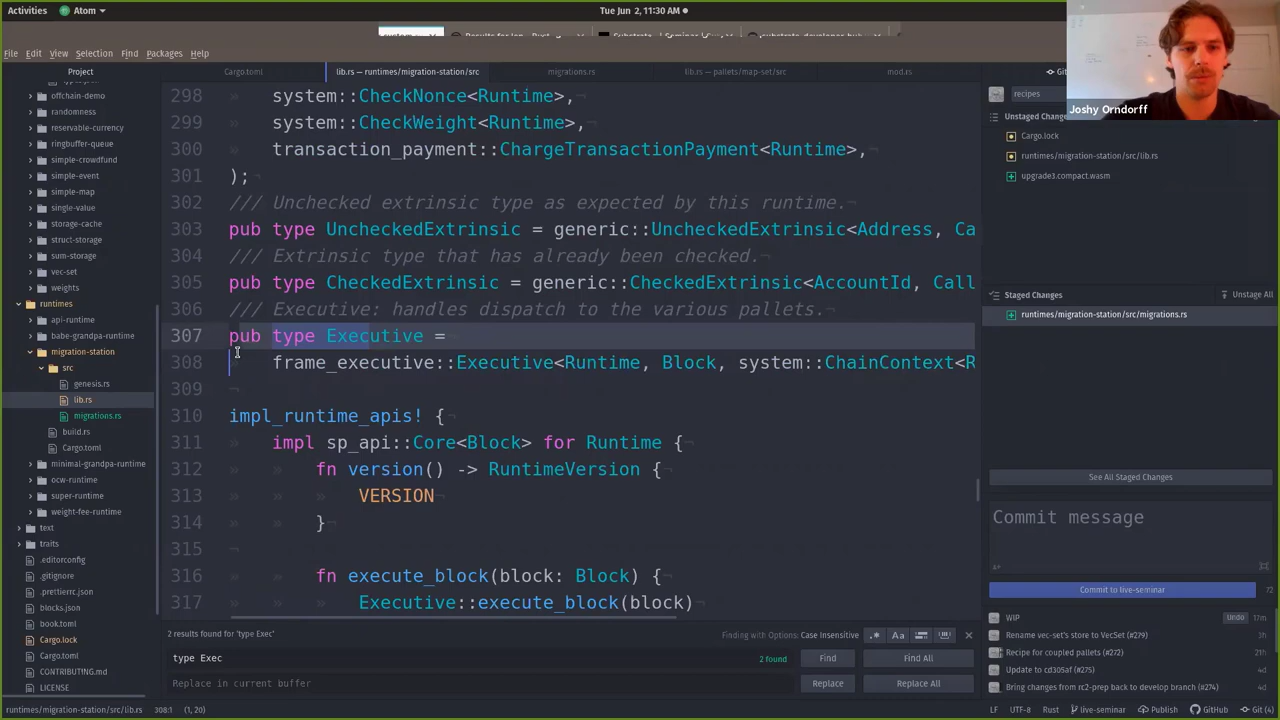 Activities
Atom
Tue Jun 2, 11:30 AM
Joshy Orndorff
File Edit View Selection Find Packages Help
Project
Cargo.toml
lib.rs — runtimes/migration-station/src
migrations.rs
lib.rs — pallets/map-set/src
mod.rs
offchain-demo
randomness
reservable-currency
ringbuffer-queue
simple-crowdfund
simple-event
simple-map
single-value
storage-cache
struct-storage
sum-storage
vec-set
weights
runtimes
api-runtime
babe-grandpa-runtime
migration-station
src
genesis.rs
lib.rs
migrations.rs
build.rs
Cargo.toml
minimal-grandpa-runtime
ocw-runtime
super-runtime
weight-fee-runtime
text
traits
.editorconfig
.gitignore
.prettierrc.json
blocks.json
book.toml
Cargo.lock
Cargo.toml
CONTRIBUTING.md
LICENSE
298 system::CheckNonce<Runtime>,
299 system::CheckWeight<Runtime>,
300 transaction_payment::ChargeTransactionPayment<Runtime>,
301 );
302 /// Unchecked extrinsic type as expected by this runtime.
303 pub type UncheckedExtrinsic = generic::UncheckedExtrinsic<Address, Ca
304 /// Extrinsic type that has already been checked.
305 pub type CheckedExtrinsic = generic::CheckedExtrinsic<AccountId, Call
306 /// Executive: handles dispatch to the various pallets.
307 pub type Executive =
308 frame_executive::Executive<Runtime, Block, system::ChainContext<R
309
310 impl_runtime_apis! {
311 impl sp_api::Core<Block> for Runtime {
312 fn version() -> RuntimeVersion {
313 VERSION
314 }
315
316 fn execute_block(block: Block) {
317 Executive::execute_block(block)
2 results found for 'type Exec'
Finding with Options: Case Insensitive
.* Aa
type Exec
2 found
Find
Find All
Replace in current buffer
Replace
Replace All
recipes
Unstaged Changes
Cargo.lock
runtimes/migration-station/src/lib.rs
upgrade3.compact.wasm
Staged Changes
Unstage All
runtimes/migration-station/src/migrations.rs
See All Staged Changes
Commit message
Commit to live-seminar
72
WIP
Undo
17m
Rename vec-set's store to VecSet (#279)
Recipe for coupled pallets (#272)
21h
Update to cd305af (#275)
4d
Bring changes from rc2-prep back to develop branch (#274)
4d
runtimes/migration-station/src/lib.rs 308:1 (1, 20)
LF UTF-8 Rust live-seminar Publish GitHub Git (4)